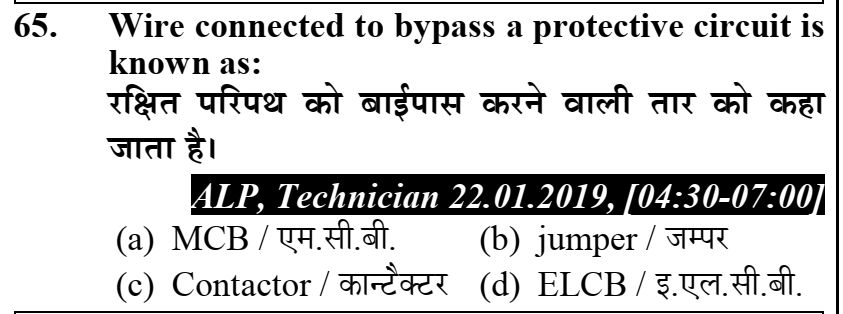 65. Wire connected to bypass a protective circuit is
known as:
रक्षित परिपथ को बाईपास करने वाली तार को कहा
जाता है।
ALP, Technician 22.01.2019, [04:30-07:00]
(a) MCB / एम.सी.बी. (b) jumper / जम्पर
(c) Contactor / कान्टैक्टर (d) ELCB / इ.एल.सी.बी.